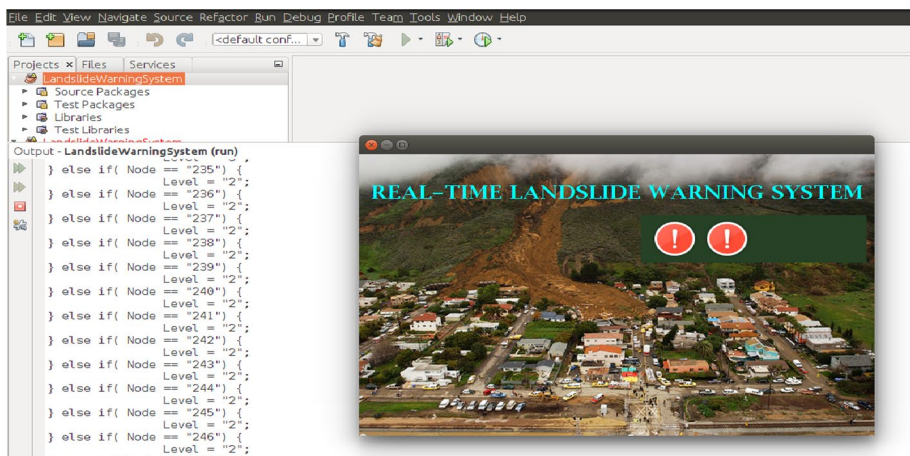 File Edit View Navigate Source Refactor Run Debug Profile Team Tools Window Help
<default conf...
Projects × Files Services
LandslideWarningSystem
Source Packages
Test Packages
Libraries
Test Libraries
LandslideWarningSystem
Output - LandslideWarningSystem (run)
} else if( Node == "235") {
Level = "2";
} else if( Node == "236") {
Level = "2";
} else if( Node == "237") {
Level = "2";
} else if( Node == "238") {
Level = "2";
} else if( Node == "239") {
Level = "2";
} else if( Node == "240") {
Level = "2";
} else if( Node == "241") {
Level = "2";
} else if( Node == "242") {
Level = "2";
} else if( Node == "243") {
Level = "2";
} else if( Node == "244") {
Level = "2";
} else if( Node == "245") {
Level = "2";
} else if( Node == "246") {
Level = "2";
REAL-TIME LANDSLIDE WARNING SYSTEM
! !